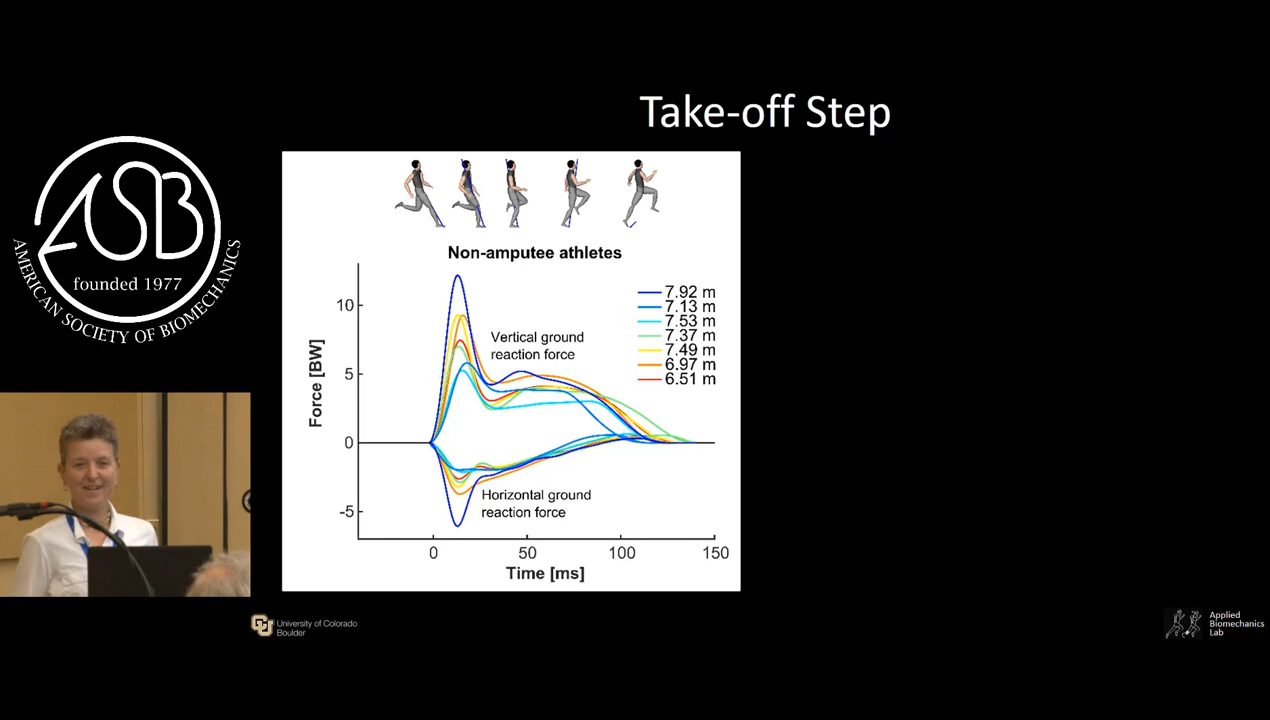 Take-off Step
ASB
AMERICAN SOCIETY OF BIOMECHANICS
founded 1977
Non-amputee athletes
7.92 m
7.13 m
7.53 m
7.37 m
7.49 m
6.97 m
6.51 m
Vertical ground
reaction force
Horizontal ground
reaction force
Force [BW]
10
5
0
-5
0 50 100 150
Time [ms]
CU
University of Colorado
Boulder
Applied
Biomechanics
Lab